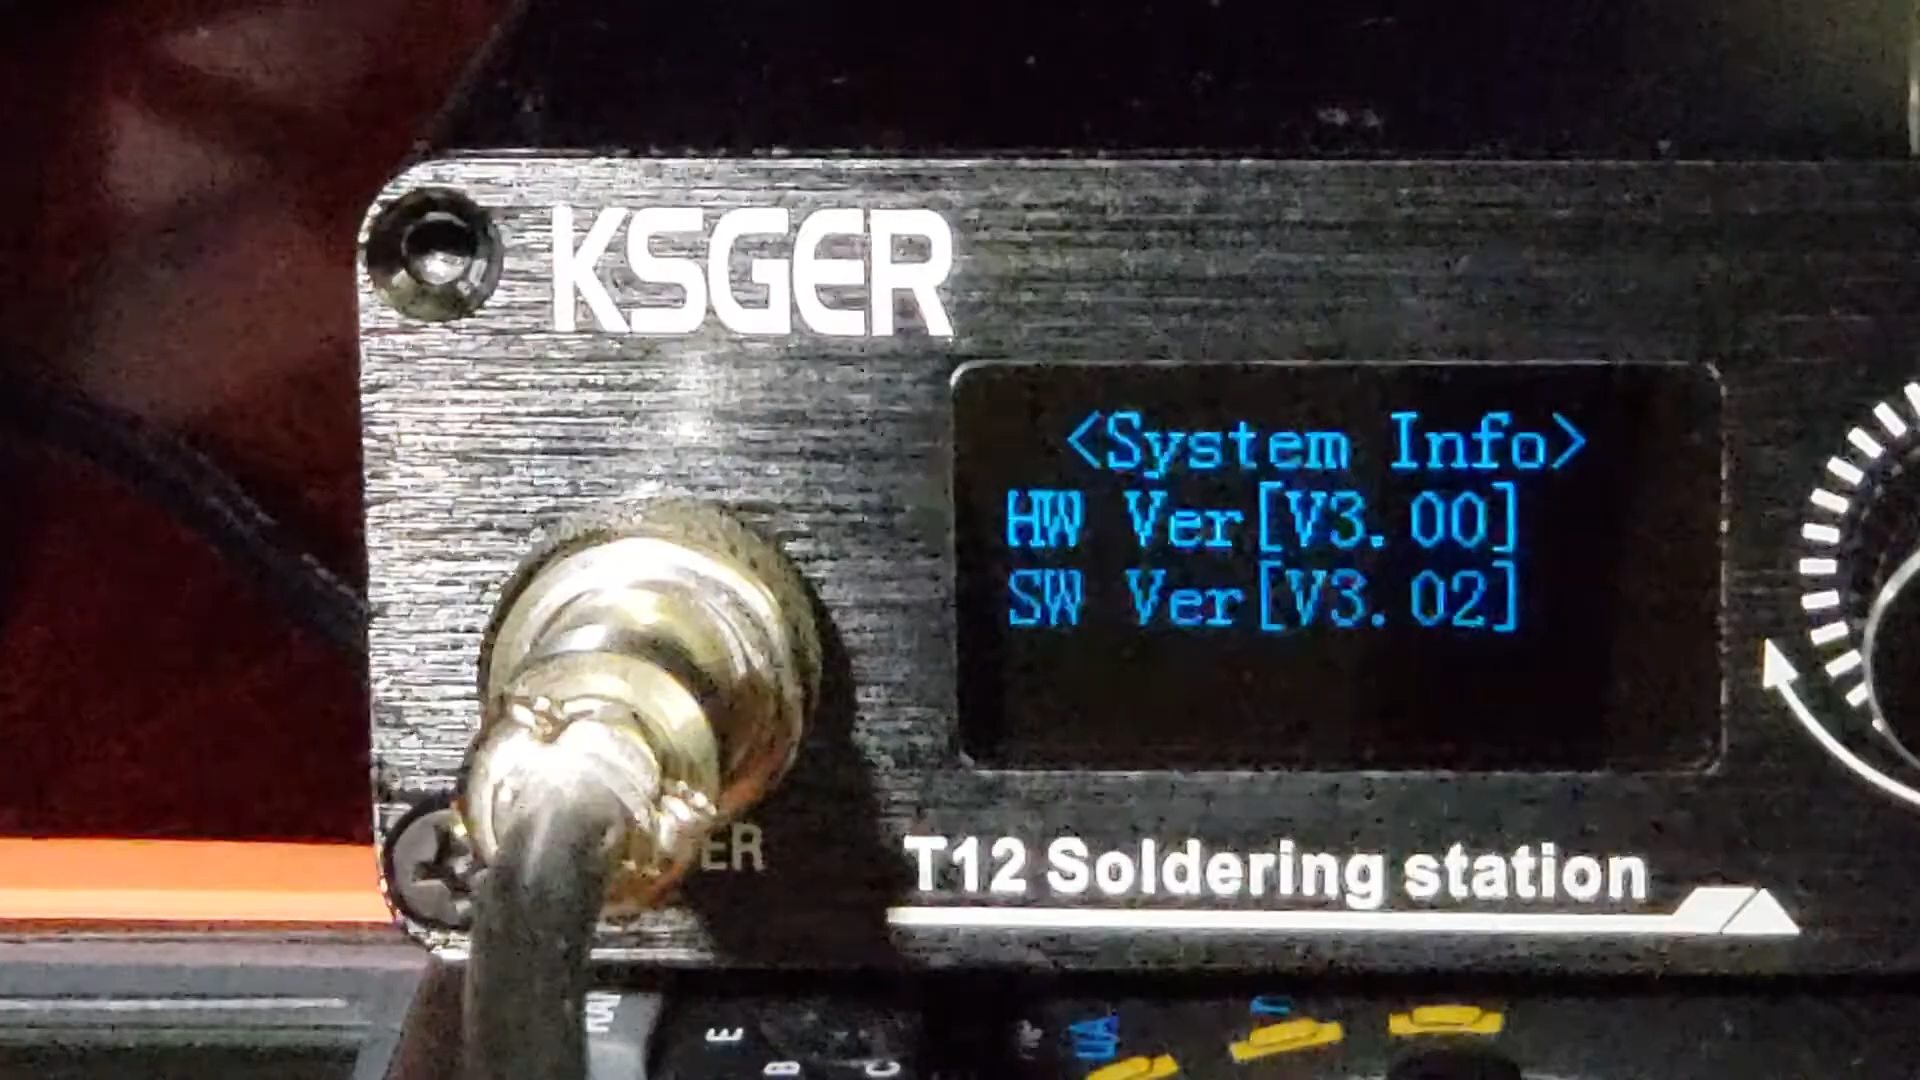 KSGER
<System Info>
HW Ver[V3.00]
SW Ver[V3.02]
T12 Soldering station
E
B
C